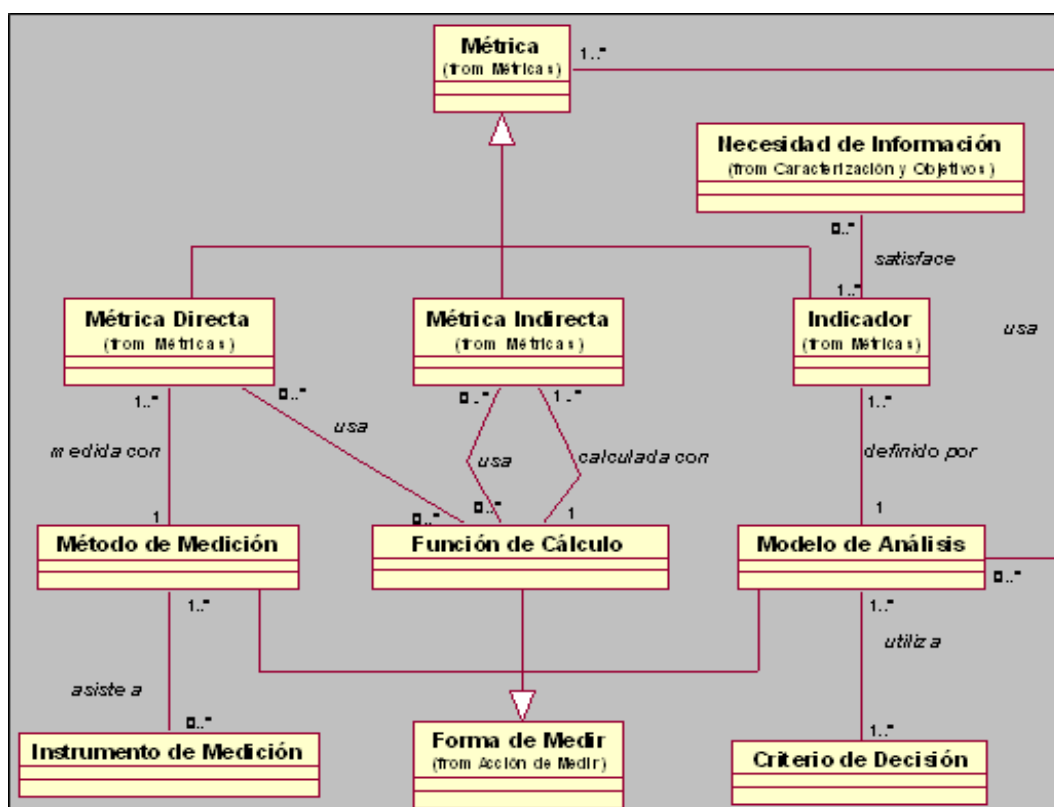 Métrica
(from Métricas)
1..*
Necesidad de Información
(from Caracterización y Objetivos)
0..*
satisface
1..*
Métrica Directa
(from Métricas)
Métrica Indirecta
(from Métricas)
Indicador
(from Métricas)
usa
1..*
0..*
0..*
1..*
1..*
medida con
usa
usa
calculada con
definido por
1
0..*
0..*
1
1
Método de Medición
Función de Cálculo
Modelo de Análisis
0..*
1..*
1..*
utiliza
asiste a
0..*
1..*
Instrumento de Medición
Forma de Medir
(from Acción de Medir)
Criterio de Decisión